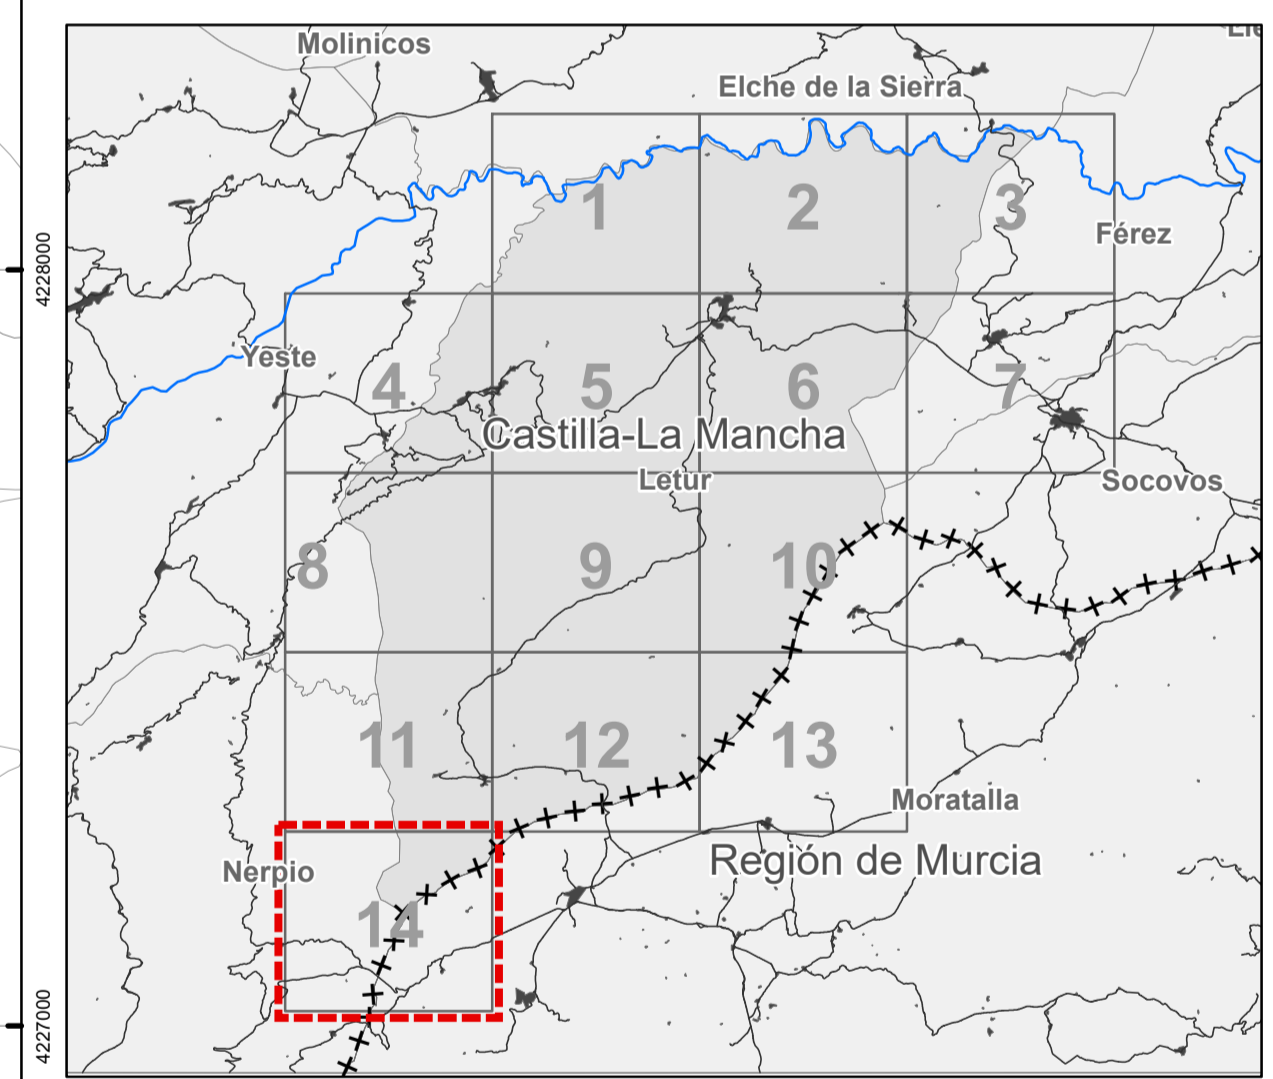 Molinicos
Elche de la Sierra
1
2
3
Férez
4228000
Yeste
4
5
6
7
Castilla-La Mancha
Letur
Socovos
8
9
10
11
12
13
Moratalla
Nerpio
Región de Murcia
14
4227000